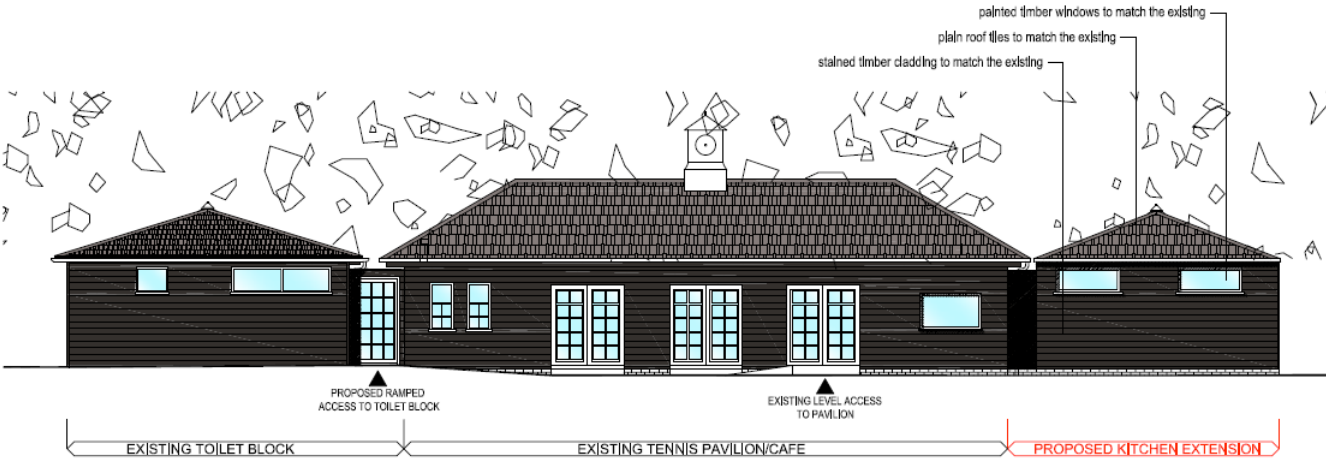 painted timber windows to match the existing
plain roof tiles to match the existing
stained timber cladding to match the existing
PROPOSED RAMPED
ACCESS TO TOILET BLOCK
EXISTING LEVEL ACCESS
TO PAVILION
EXISTING TOILET BLOCK
EXISTING TENNIS PAVILION/CAFE
PROPOSED KITCHEN EXTENSION